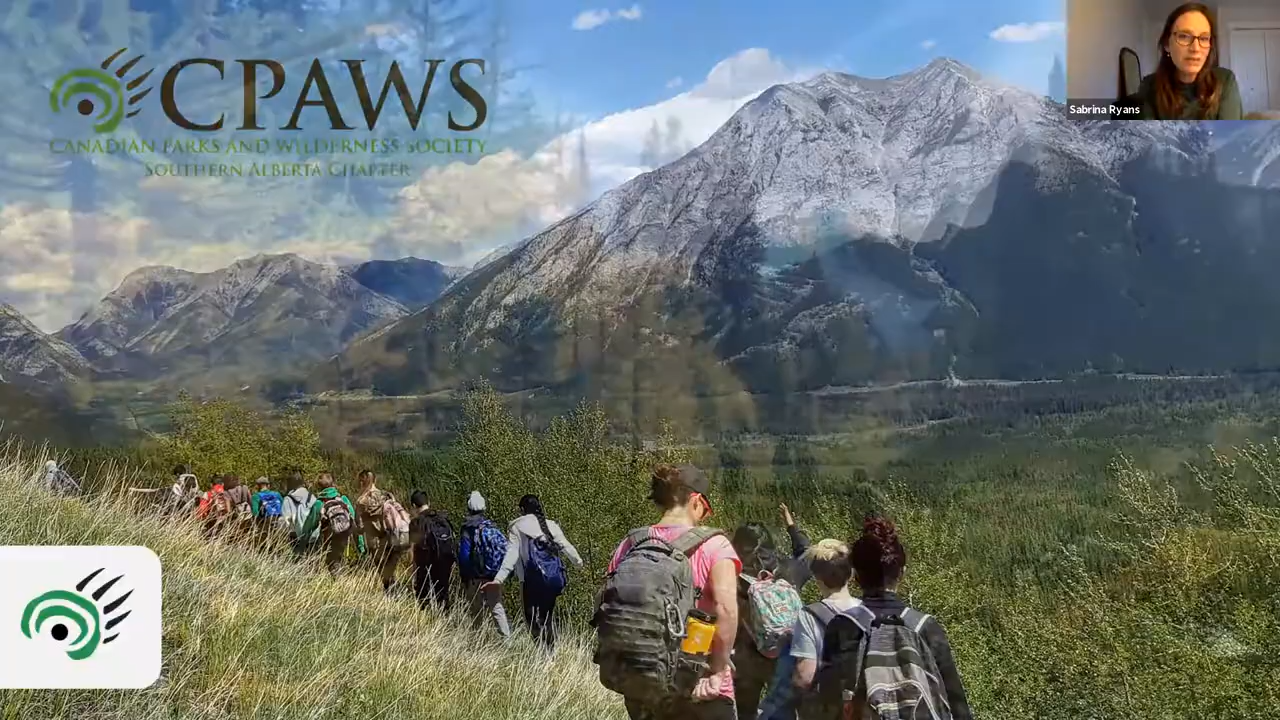 CPAWS
CANADIAN PARKS AND WILDERNESS SOCIETY
SOUTHERN ALBERTA CHAPTER
Sabrina Ryans